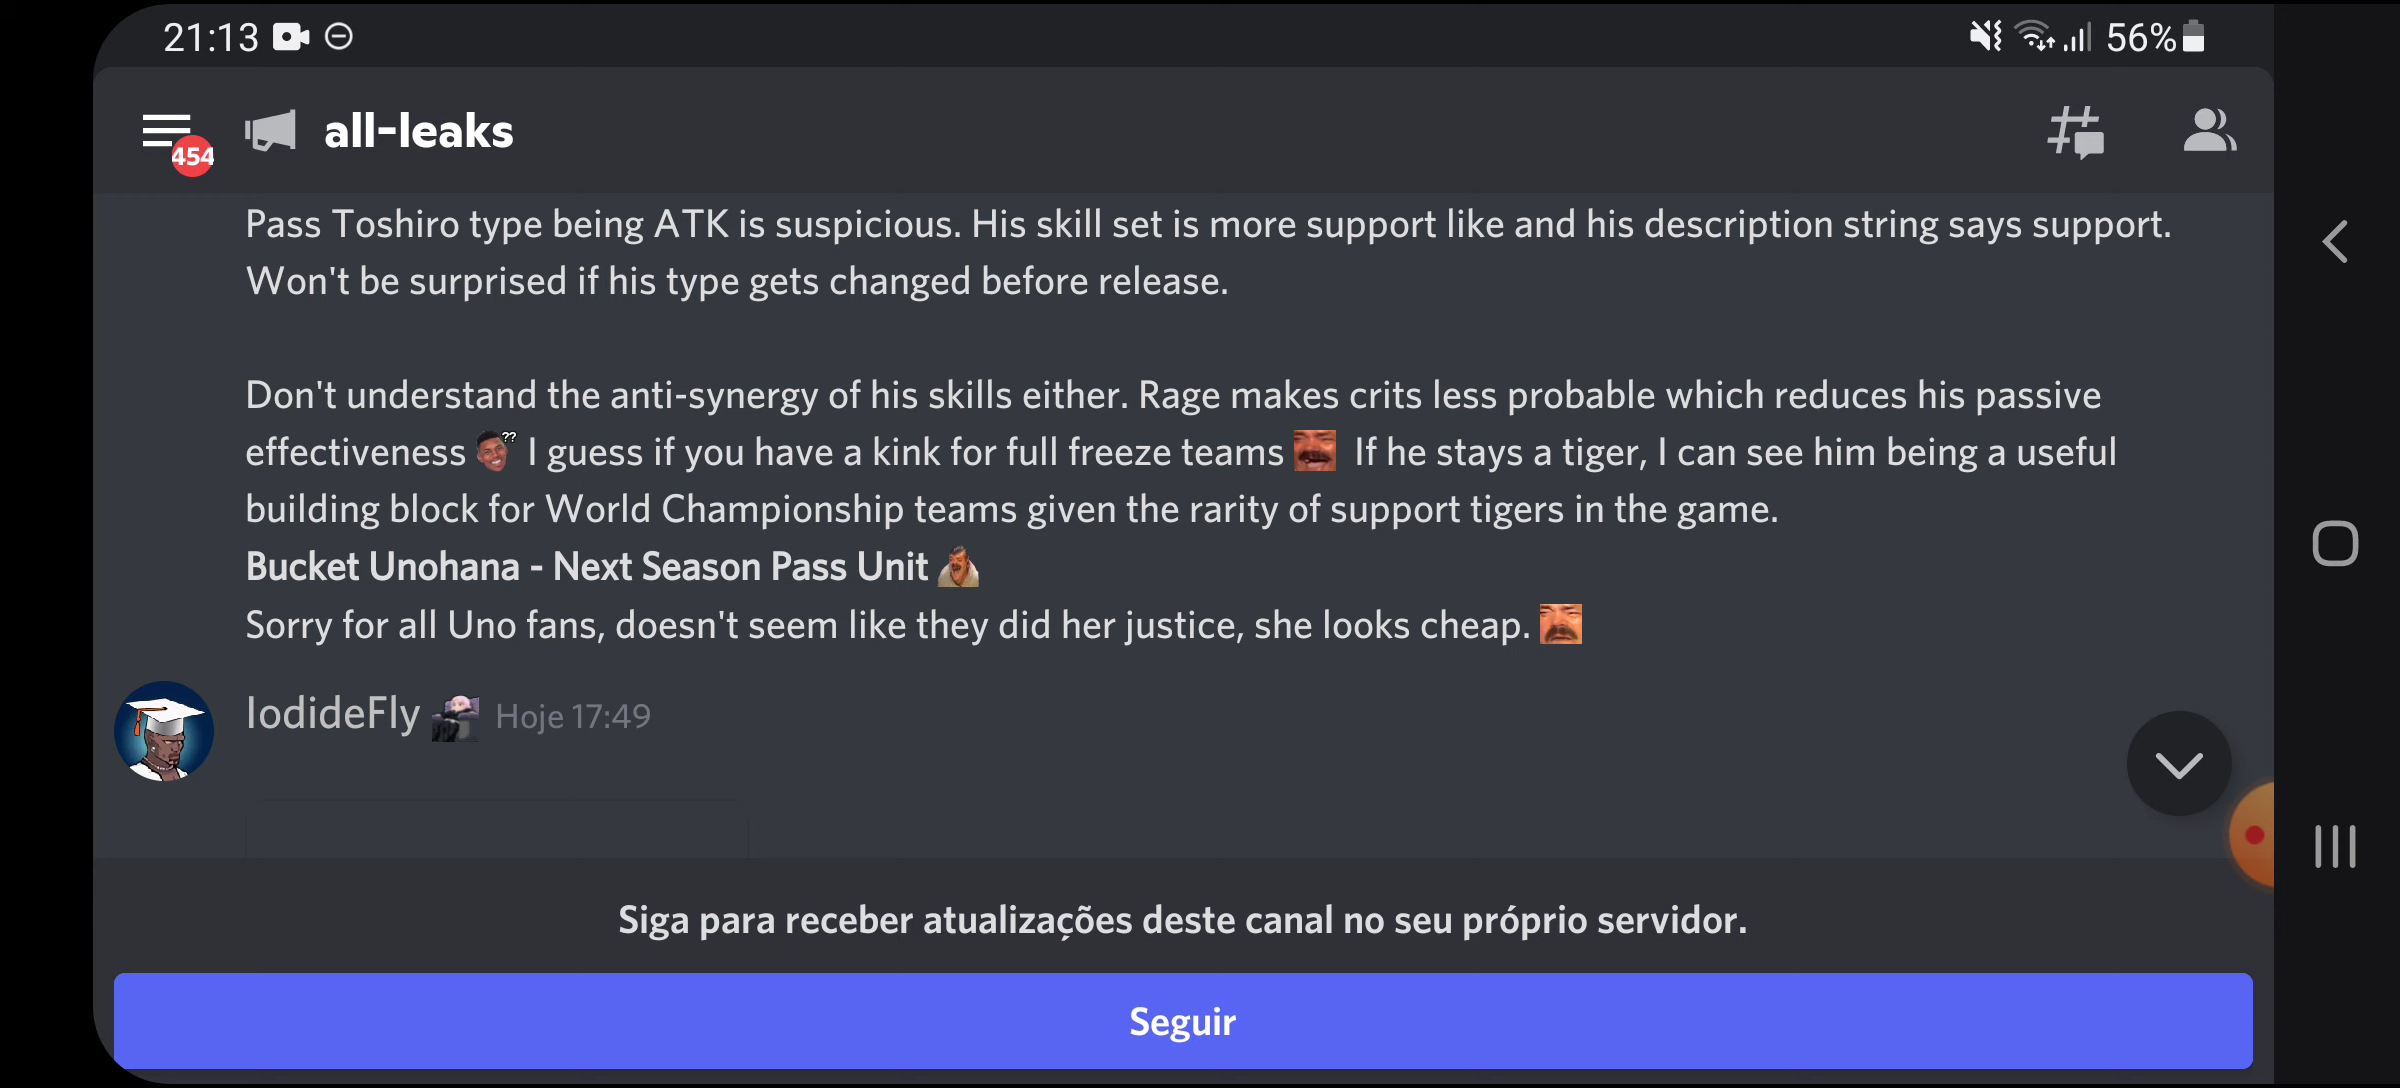 21:13
56%
454
all-leaks
Pass Toshiro type being ATK is suspicious. His skill set is more support like and his description string says support.
Won't be surprised if his type gets changed before release.
Don't understand the anti-synergy of his skills either. Rage makes crits less probable which reduces his passive
effectiveness ?? I guess if you have a kink for full freeze teams If he stays a tiger, I can see him being a useful
building block for World Championship teams given the rarity of support tigers in the game.
Bucket Unohana - Next Season Pass Unit
Sorry for all Uno fans, doesn't seem like they did her justice, she looks cheap.
IodideFly Hoje 17:49
Siga para receber atualizações deste canal no seu próprio servidor.
Seguir